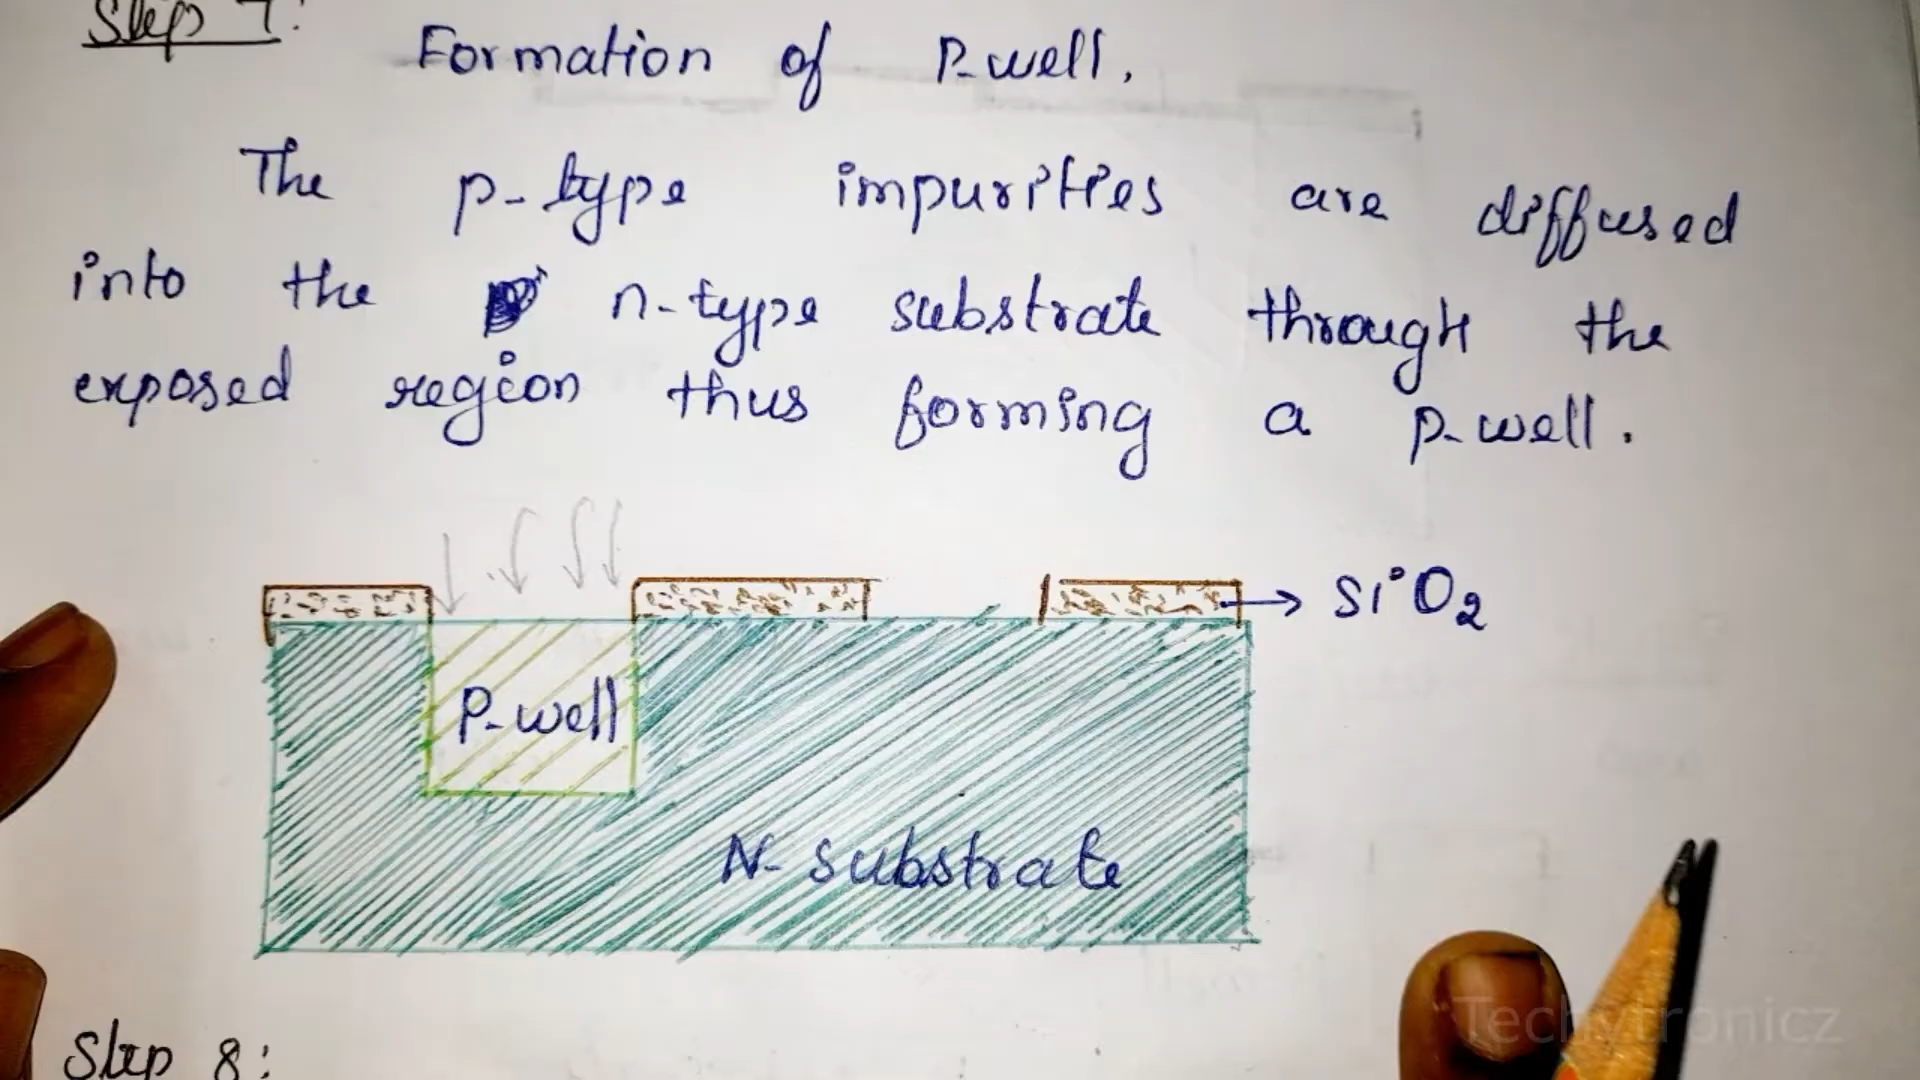 Step 7:
Formation of P-well.
The p-type impurities are diffused
into the n-type substrate through the
exposed region thus forming a p-well.
SiO2
P-well
N-substrate
Step 8:
Techytronicz